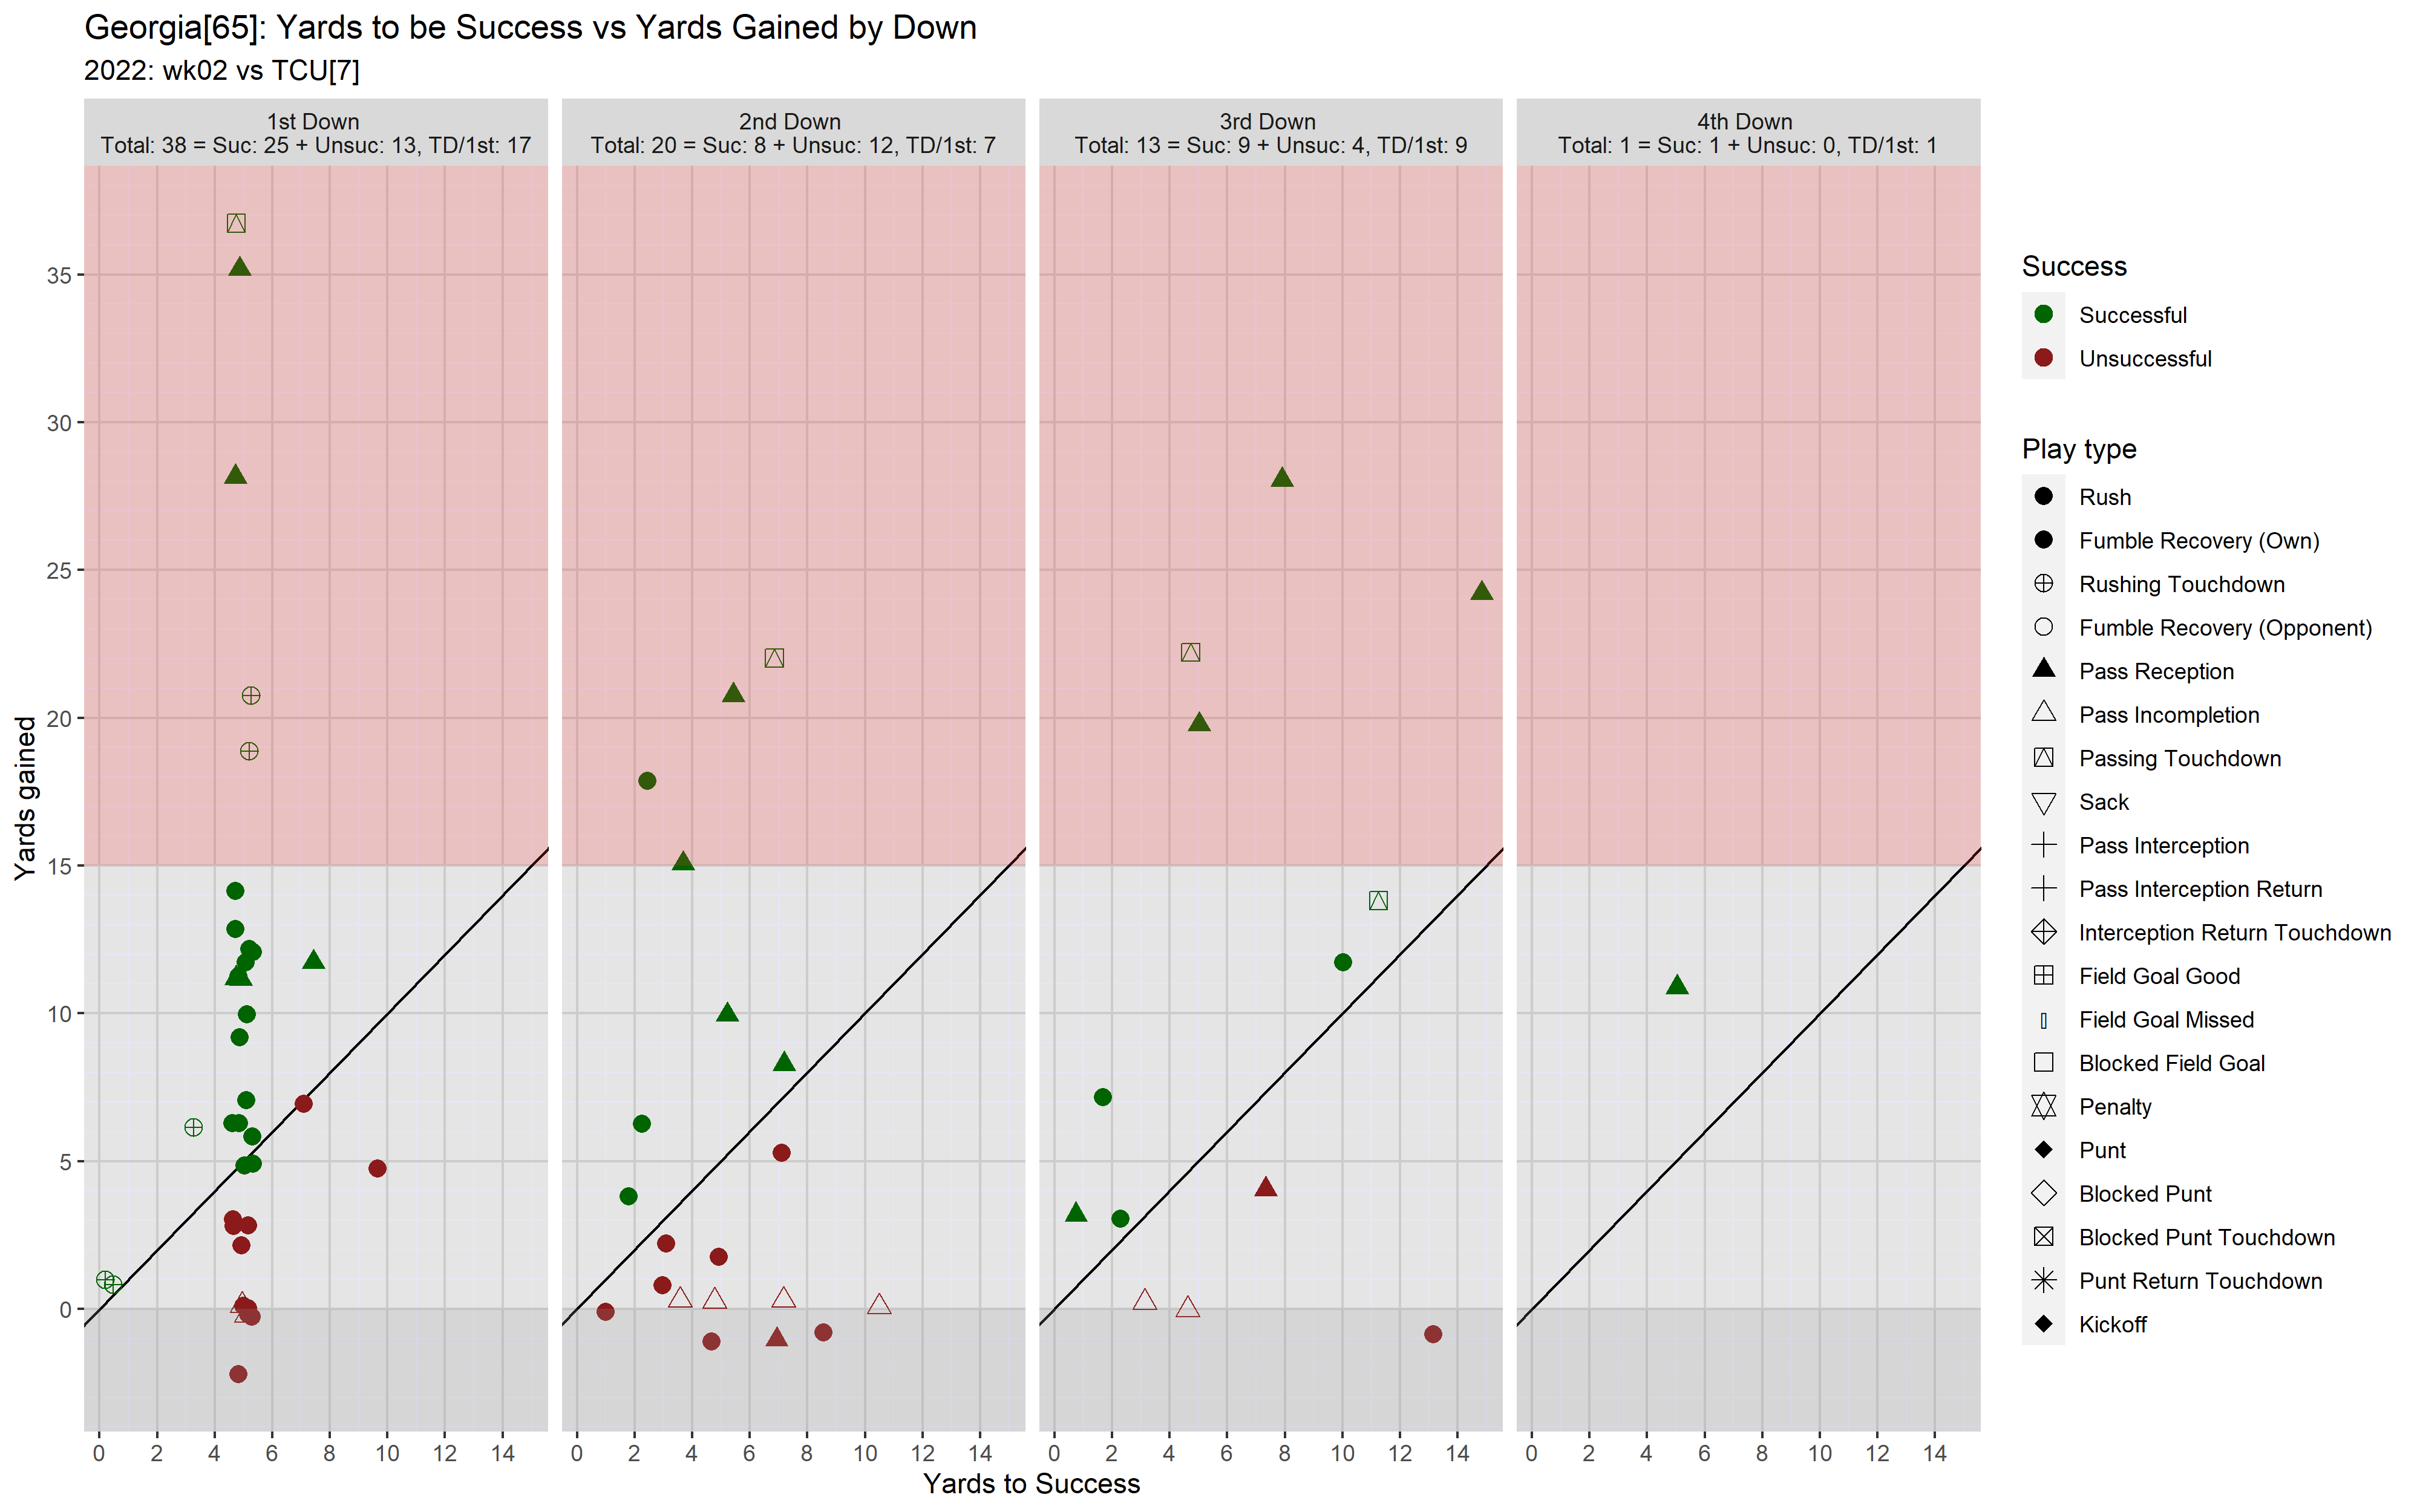 Georgia[65]: Yards to be Success vs Yards Gained by Down
2022: wk02 vs TCU[7]
1st Down
Total: 38 = Suc: 25 + Unsuc: 13, TD/1st: 17
2nd Down
Total: 20 = Suc: 8 + Unsuc: 12, TD/1st: 7
3rd Down
Total: 13 = Suc: 9 + Unsuc: 4, TD/1st: 9
4th Down
Total: 1 = Suc: 1 + Unsuc: 0, TD/1st: 1
Yards gained
35
30
25
20
15
10
5
0
0 2 4 6 8 10 12 14
0 2 4 6 8 10 12 14
0 2 4 6 8 10 12 14
0 2 4 6 8 10 12 14
Yards to Success
Success
Successful
Unsuccessful
Play type
Rush
Fumble Recovery (Own)
Rushing Touchdown
Fumble Recovery (Opponent)
Pass Reception
Pass Incompletion
Passing Touchdown
Sack
Pass Interception
Pass Interception Return
Interception Return Touchdown
Field Goal Good
Field Goal Missed
Blocked Field Goal
Penalty
Punt
Blocked Punt
Blocked Punt Touchdown
Punt Return Touchdown
Kickoff